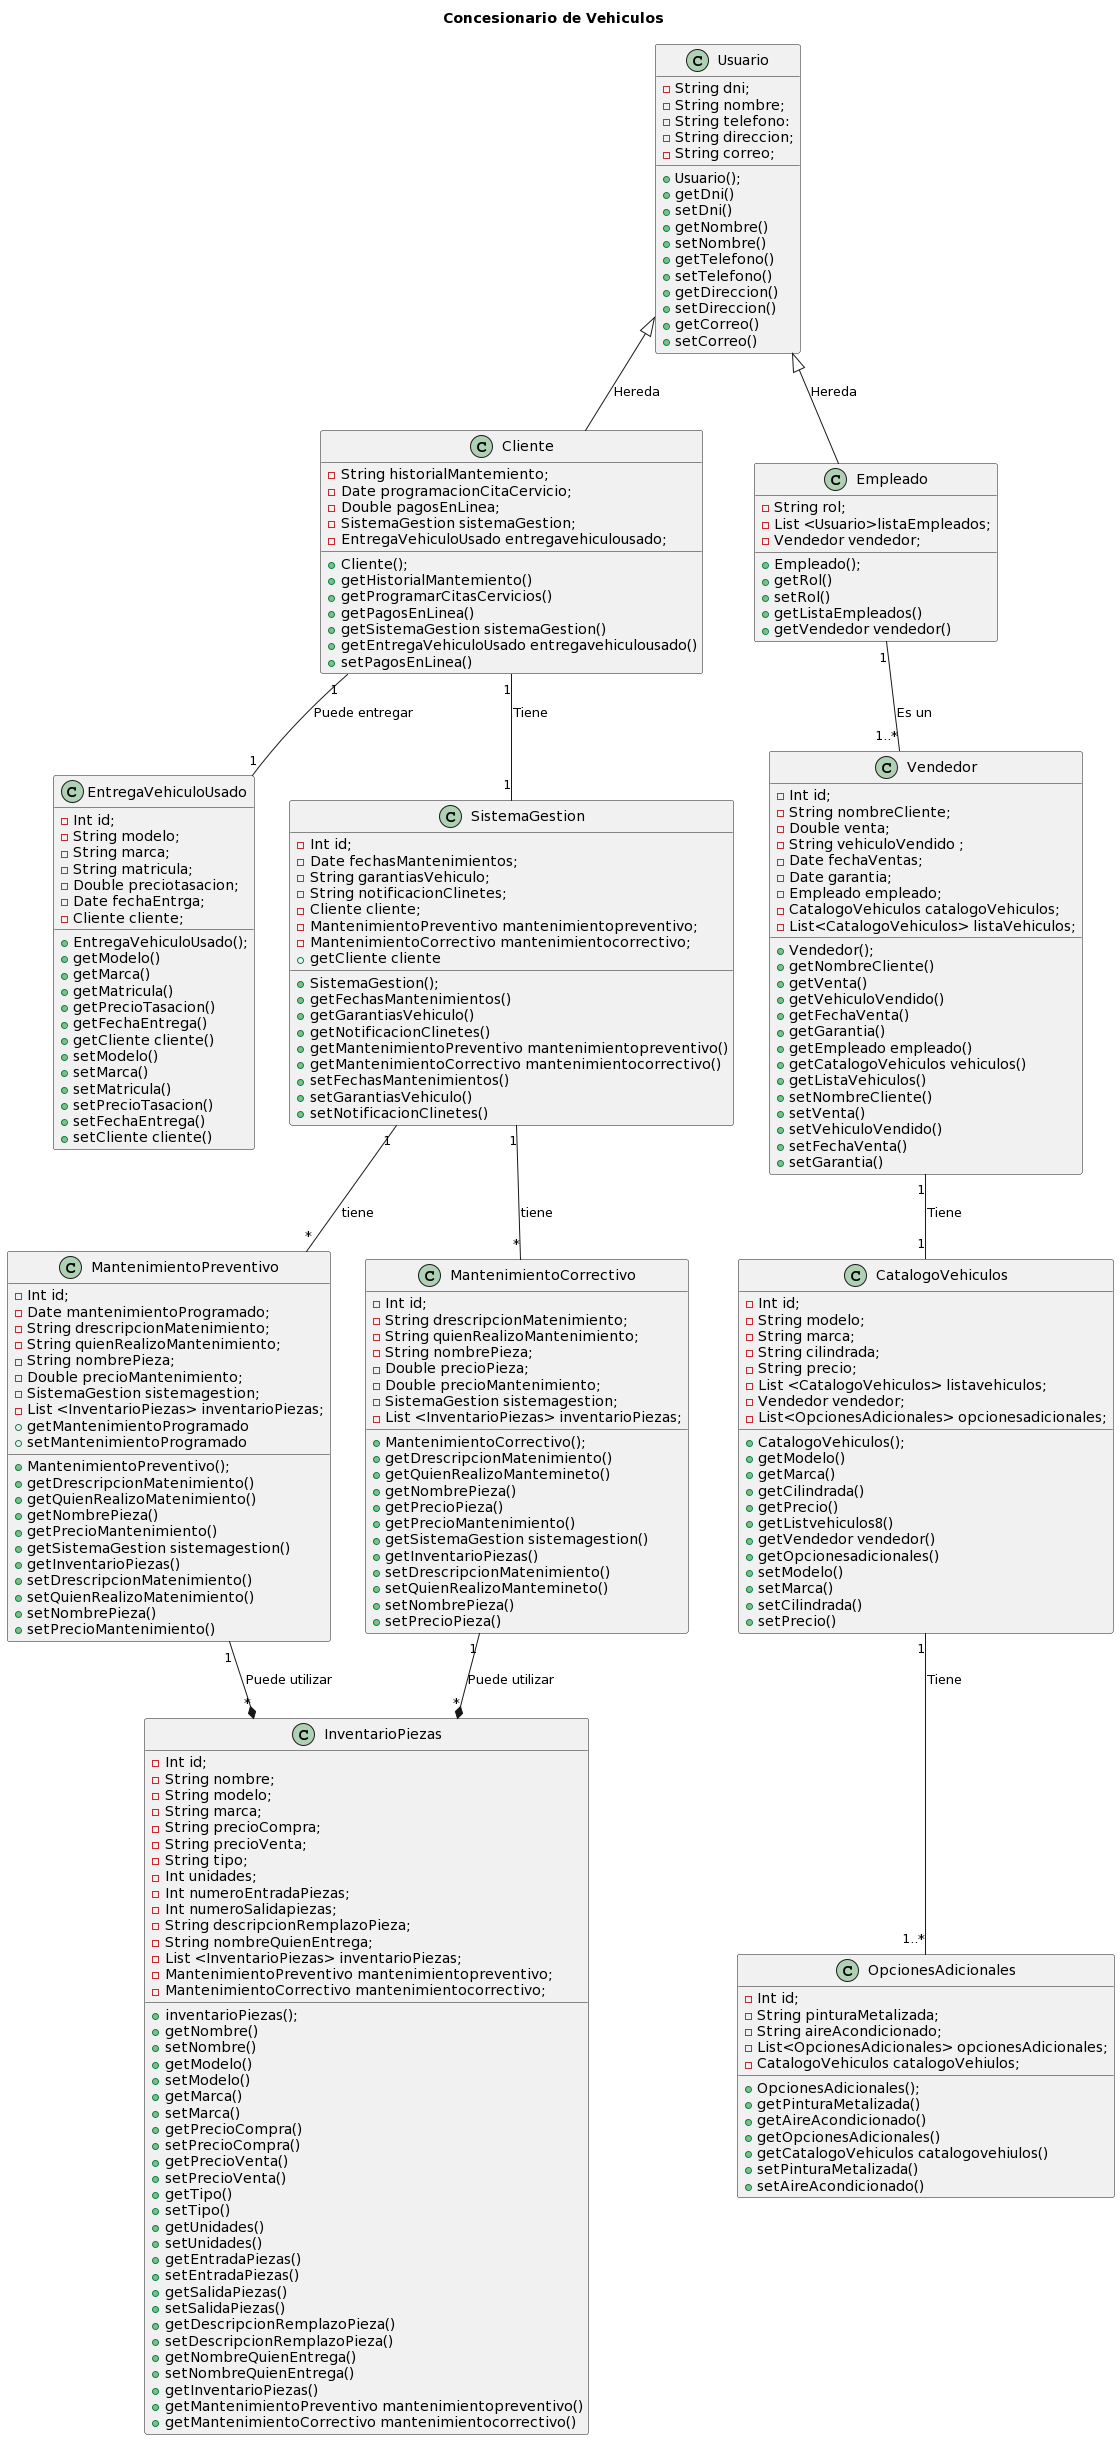 Concesionario de Vehiculos
C Usuario
String dni;
String nombre;
String telefono:
String direccion;
String correo;
Usuario();
getDni()
setDni()
getNombre()
setNombre()
getTelefono()
setTelefono()
getDireccion()
setDireccion()
getCorreo()
setCorreo()
Hereda
Hereda
C Cliente
String historialMantemiento;
Date programacionCitaCervicio;
Double pagosEnLinea;
SistemaGestion sistemaGestion;
EntregaVehiculoUsado entregavehiculousado;
Cliente();
getHistorialMantemiento()
getProgramarCitasCervicios()
getPagosEnLinea()
getSistemaGestion sistemaGestion()
getEntregaVehiculoUsado entregavehiculousado()
setPagosEnLinea()
C Empleado
String rol;
List <Usuario>listaEmpleados;
Vendedor vendedor;
Empleado();
getRol()
setRol()
getListaEmpleados()
getVendedor vendedor()
1
Puede entregar
1
1
Tiene
1
1
Es un
1..*
C EntregaVehiculoUsado
Int id;
String modelo;
String marca;
String matricula;
Double preciotasacion;
Date fechaEntrga;
Cliente cliente;
EntregaVehiculoUsado();
getModelo()
getMarca()
getMatricula()
getPrecioTasacion()
getFechaEntrega()
getCliente cliente()
setModelo()
setMarca()
setMatricula()
setPrecioTasacion()
setFechaEntrega()
setCliente cliente()
C SistemaGestion
Int id;
Date fechasMantenimientos;
String garantiasVehiculo;
String notificacionClinetes;
Cliente cliente;
MantenimientoPreventivo mantenimientopreventivo;
MantenimientoCorrectivo mantenimientocorrectivo;
getCliente cliente
SistemaGestion();
getFechasMantenimientos()
getGarantiasVehiculo()
getNotificacionClinetes()
getMantenimientoPreventivo mantenimientopreventivo()
getMantenimientoCorrectivo mantenimientocorrectivo()
setFechasMantenimientos()
setGarantiasVehiculo()
setNotificacionClinetes()
C Vendedor
Int id;
String nombreCliente;
Double venta;
String vehiculoVendido ;
Date fechaVentas;
Date garantia;
Empleado empleado;
CatalogoVehiculos catalogoVehiculos;
List<CatalogoVehiculos> listaVehiculos;
Vendedor();
getNombreCliente()
getVenta()
getVehiculoVendido()
getFechaVenta()
getGarantia()
getEmpleado empleado()
getCatalogoVehiculos vehiculos()
getListaVehiculos()
setNombreCliente()
setVenta()
setVehiculoVendido()
setFechaVenta()
setGarantia()
1
tiene
*
1
tiene
*
1
Tiene
1
C MantenimientoPreventivo
Int id;
Date mantenimientoProgramado;
String drescripcionMatenimiento;
String quienRealizoMantenimiento;
String nombrePieza;
Double precioMantenimiento;
SistemaGestion sistemagestion;
List <InventarioPiezas> inventarioPiezas;
getMantenimientoProgramado
setMantenimientoProgramado
MantenimientoPreventivo();
getDrescripcionMatenimiento()
getQuienRealizoMatenimiento()
getNombrePieza()
getPrecioMantenimiento()
getSistemaGestion sistemagestion()
getInventarioPiezas()
setDrescripcionMatenimiento()
setQuienRealizoMatenimiento()
setNombrePieza()
setPrecioMantenimiento()
C MantenimientoCorrectivo
Int id;
String drescripcionMatenimiento;
String quienRealizoMantenimiento;
String nombrePieza;
Double precioPieza;
Double precioMantenimiento;
SistemaGestion sistemagestion;
List <InventarioPiezas> inventarioPiezas;
MantenimientoCorrectivo();
getDrescripcionMatenimiento()
getQuienRealizoMantemineto()
getNombrePieza()
getPrecioPieza()
getPrecioMantenimiento()
getSistemaGestion sistemagestion()
getInventarioPiezas()
setDrescripcionMatenimiento()
setQuienRealizoMantemineto()
setNombrePieza()
setPrecioPieza()
C CatalogoVehiculos
Int id;
String modelo;
String marca;
String cilindrada;
String precio;
List <CatalogoVehiculos> listavehiculos;
Vendedor vendedor;
List<OpcionesAdicionales> opcionesadicionales;
CatalogoVehiculos();
getModelo()
getMarca()
getCilindrada()
getPrecio()
getListvehiculos8()
getVendedor vendedor()
getOpcionesadicionales()
setModelo()
setMarca()
setCilindrada()
setPrecio()
1
Puede utilizar
*
1
Puede utilizar
*
1
Tiene
1..*
C InventarioPiezas
Int id;
String nombre;
String modelo;
String marca;
String precioCompra;
String precioVenta;
String tipo;
Int unidades;
Int numeroEntradaPiezas;
Int numeroSalidapiezas;
String descripcionRemplazoPieza;
String nombreQuienEntrega;
List <InventarioPiezas> inventarioPiezas;
MantenimientoPreventivo mantenimientopreventivo;
MantenimientoCorrectivo mantenimientocorrectivo;
inventarioPiezas();
getNombre()
setNombre()
getModelo()
setModelo()
getMarca()
setMarca()
getPrecioCompra()
setPrecioCompra()
getPrecioVenta()
setPrecioVenta()
getTipo()
setTipo()
getUnidades()
setUnidades()
getEntradaPiezas()
setEntradaPiezas()
getSalidaPiezas()
setSalidaPiezas()
getDescripcionRemplazoPieza()
setDescripcionRemplazoPieza()
getNombreQuienEntrega()
setNombreQuienEntrega()
getInventarioPiezas()
getMantenimientoPreventivo mantenimientopreventivo()
getMantenimientoCorrectivo mantenimientocorrectivo()
C OpcionesAdicionales
Int id;
String pinturaMetalizada;
String aireAcondicionado;
List<OpcionesAdicionales> opcionesAdicionales;
CatalogoVehiculos catalogoVehiulos;
OpcionesAdicionales();
getPinturaMetalizada()
getAireAcondicionado()
getOpcionesAdicionales()
getCatalogoVehiculos catalogovehiulos()
setPinturaMetalizada()
setAireAcondicionado()